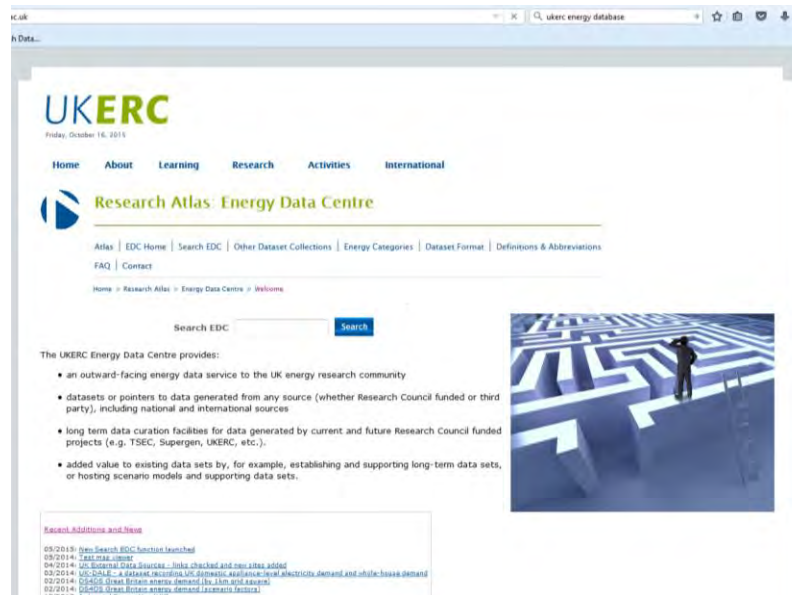 c.uk
ukerc energy database
h Data...
UKERC
Friday, October 16, 2015
Home About Learning Research Activities International
Research Atlas: Energy Data Centre
Atlas | EDC Home | Search EDC | Other Dataset Collections | Energy Categories | Dataset Format | Definitions & Abbreviations
FAQ | Contact
Home > Research Atlas > Energy Data Centre > Welcome
Search EDC Search
The UKERC Energy Data Centre provides:
• an outward-facing energy data service to the UK energy research community
• datasets or pointers to data generated from any source (whether Research Council funded or third
party), including national and international sources
• long term data curation facilities for data generated by current and future Research Council funded
projects (e.g. TSEC, Supergen, UKERC, etc.).
• added value to existing data sets by, for example, establishing and supporting long-term data sets,
or hosting scenario models and supporting data sets.
Recent Additions and News
05/2015: New Search EDC function launched
05/2014: Test map viewer
04/2014: UK External Data Sources - links checked and new sites added
03/2014: UK-DALE - a dataset recording UK domestic appliance-level electricity demand and whole-house demand
02/2014: DS4DS Great Britain energy demand (by 1km grid square)
02/2014: DS4DS Great Britain energy demand (scenario factors)